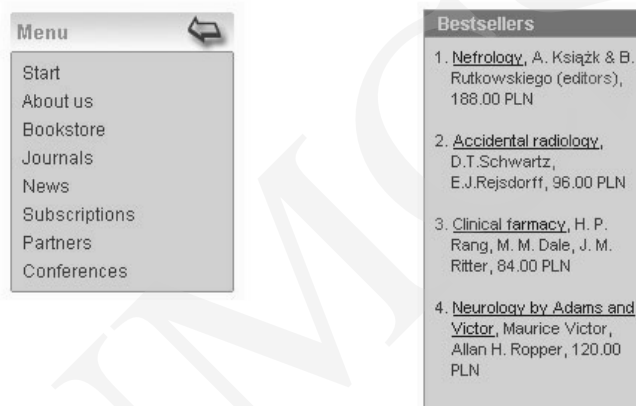 Menu
Start
About us
Bookstore
Journals
News
Subscriptions
Partners
Conferences
Bestsellers
1. Nefrology, A. Książk & B.
Rutkowskiego (editors),
188.00 PLN
2. Accidental radiology,
D.T.Schwartz,
E.J.Rejsdorff, 96.00 PLN
3. Clinical farmacy, H. P.
Rang, M. M. Dale, J. M.
Ritter, 84.00 PLN
4. Neurology by Adams and
Victor, Maurice Victor,
Allan H. Ropper, 120.00
PLN